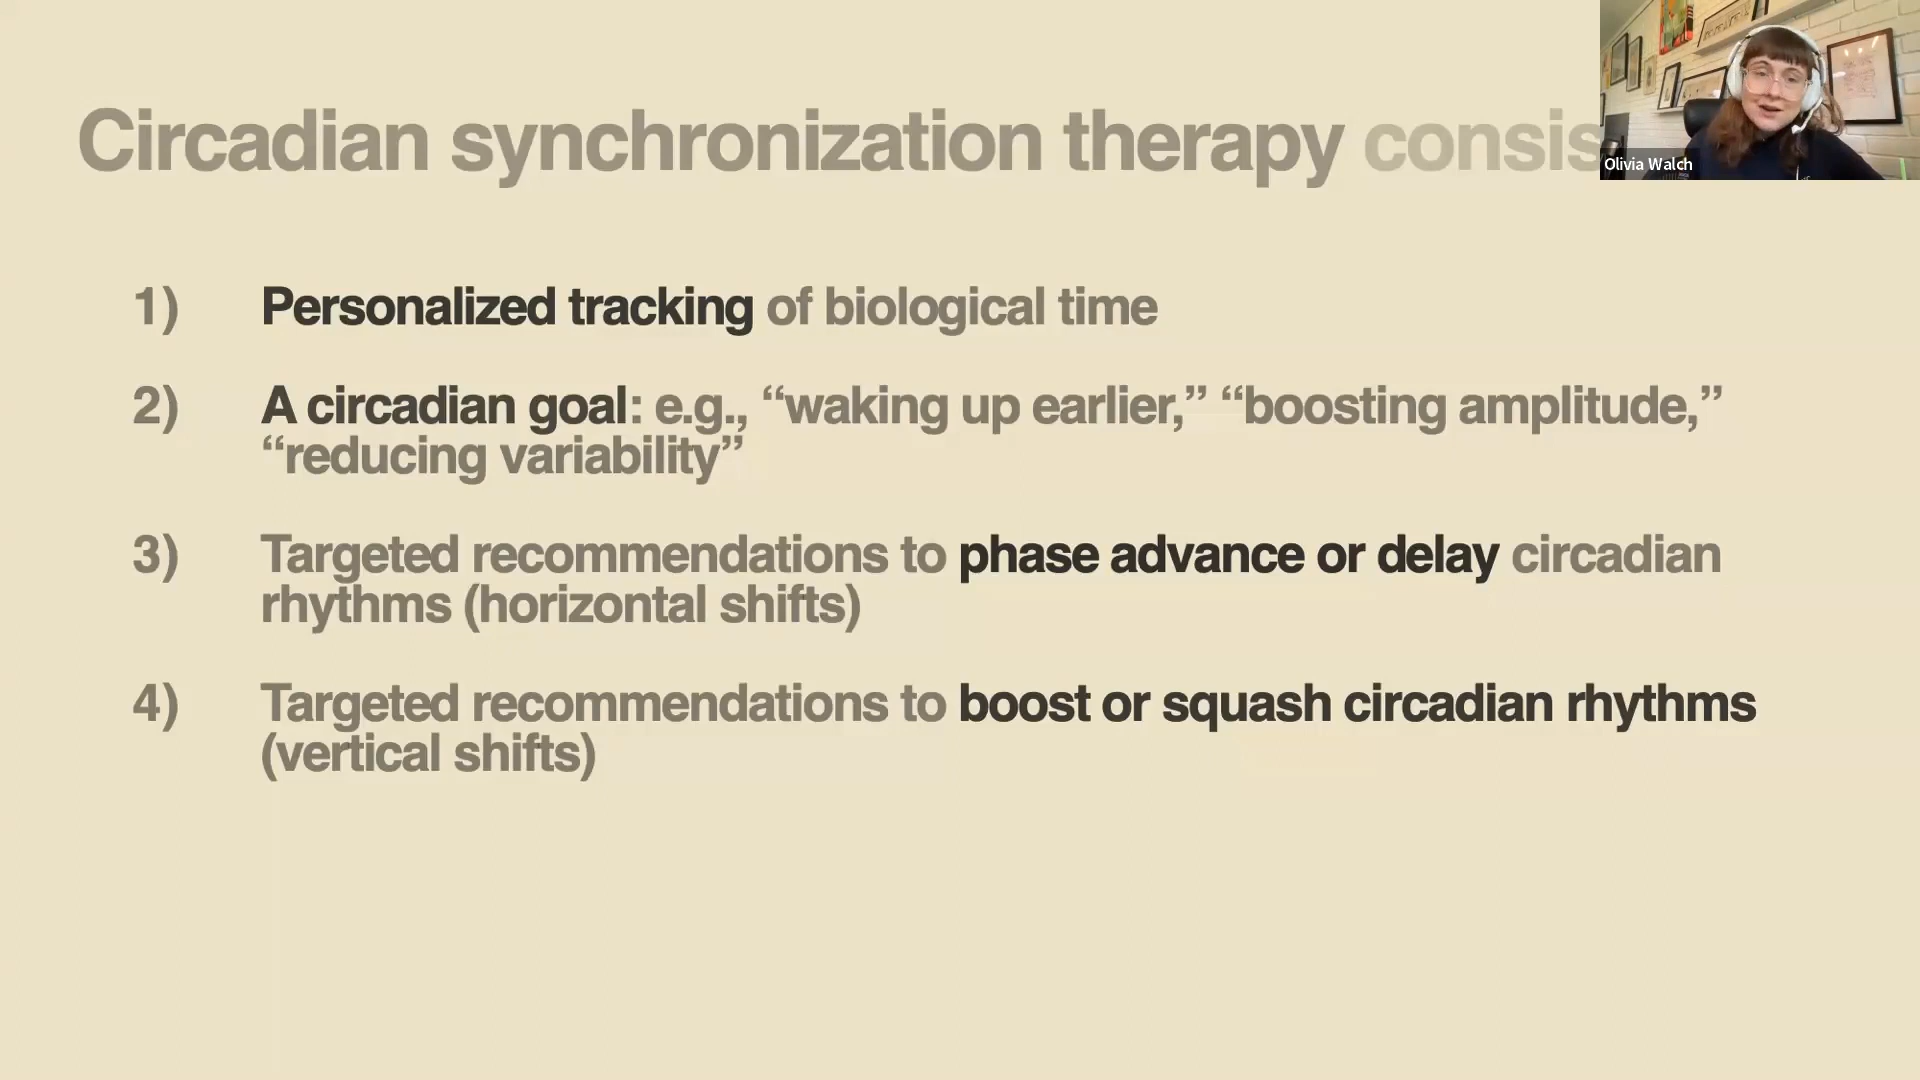 Circadian synchronization therapy consis
Olivia Walch
1) Personalized tracking of biological time
2) A circadian goal: e.g., “waking up earlier,” “boosting amplitude,”
“reducing variability”
3) Targeted recommendations to phase advance or delay circadian
rhythms (horizontal shifts)
4) Targeted recommendations to boost or squash circadian rhythms
(vertical shifts)